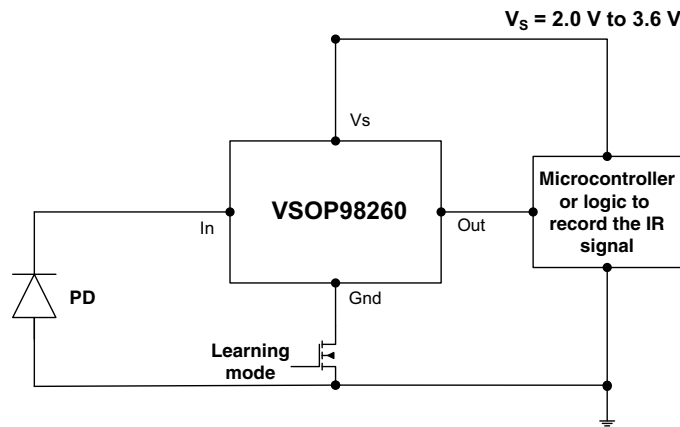 V_S = 2.0 V to 3.6 V
Vs
VSOP98260
In
Out
Microcontroller
or logic to
record the IR
signal
PD
Gnd
Learning
mode